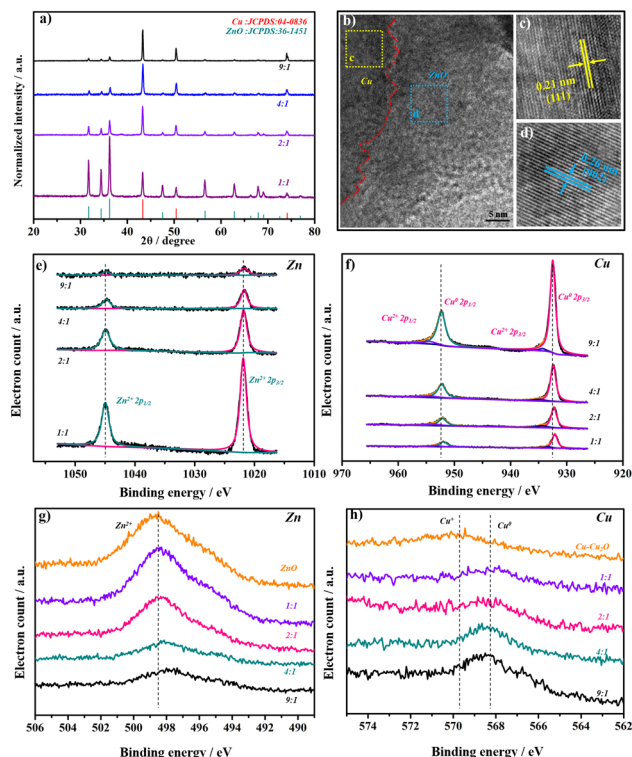 a)
Cu :JCPDS:04-0836
ZnO :JCPDS:36-1451
9:1
4:1
2:1
1:1
Normalized intensity / a.u.
20 30 40 50 60 70 80
2θ / degree
b)
c
Cu
ZnO
d
5 nm
c)
0.21 nm
(111)
d)
0.26 nm
(002)
e)
Zn
9:1
4:1
2:1
1:1
Zn²⁺ 2p₁/₂
Zn²⁺ 2p₃/₂
Electron count / a.u.
1050 1040 1030 1020 1010
Binding energy / eV
f)
Cu
Cu²⁺ 2p₁/₂
Cu⁰ 2p₁/₂
Cu²⁺ 2p₃/₂
Cu⁰ 2p₃/₂
9:1
4:1
2:1
1:1
Electron count / a.u.
970 960 950 940 930 920
Binding energy / eV
g)
Zn
Zn²⁺
ZnO
1:1
2:1
4:1
9:1
Electron count / a.u.
506 504 502 500 498 496 494 492 490
Binding energy / eV
h)
Cu
Cu⁺
Cu⁰
Cu-Cu₂O
1:1
2:1
4:1
9:1
Electron count / a.u.
574 572 570 568 566 564 562
Binding energy / eV